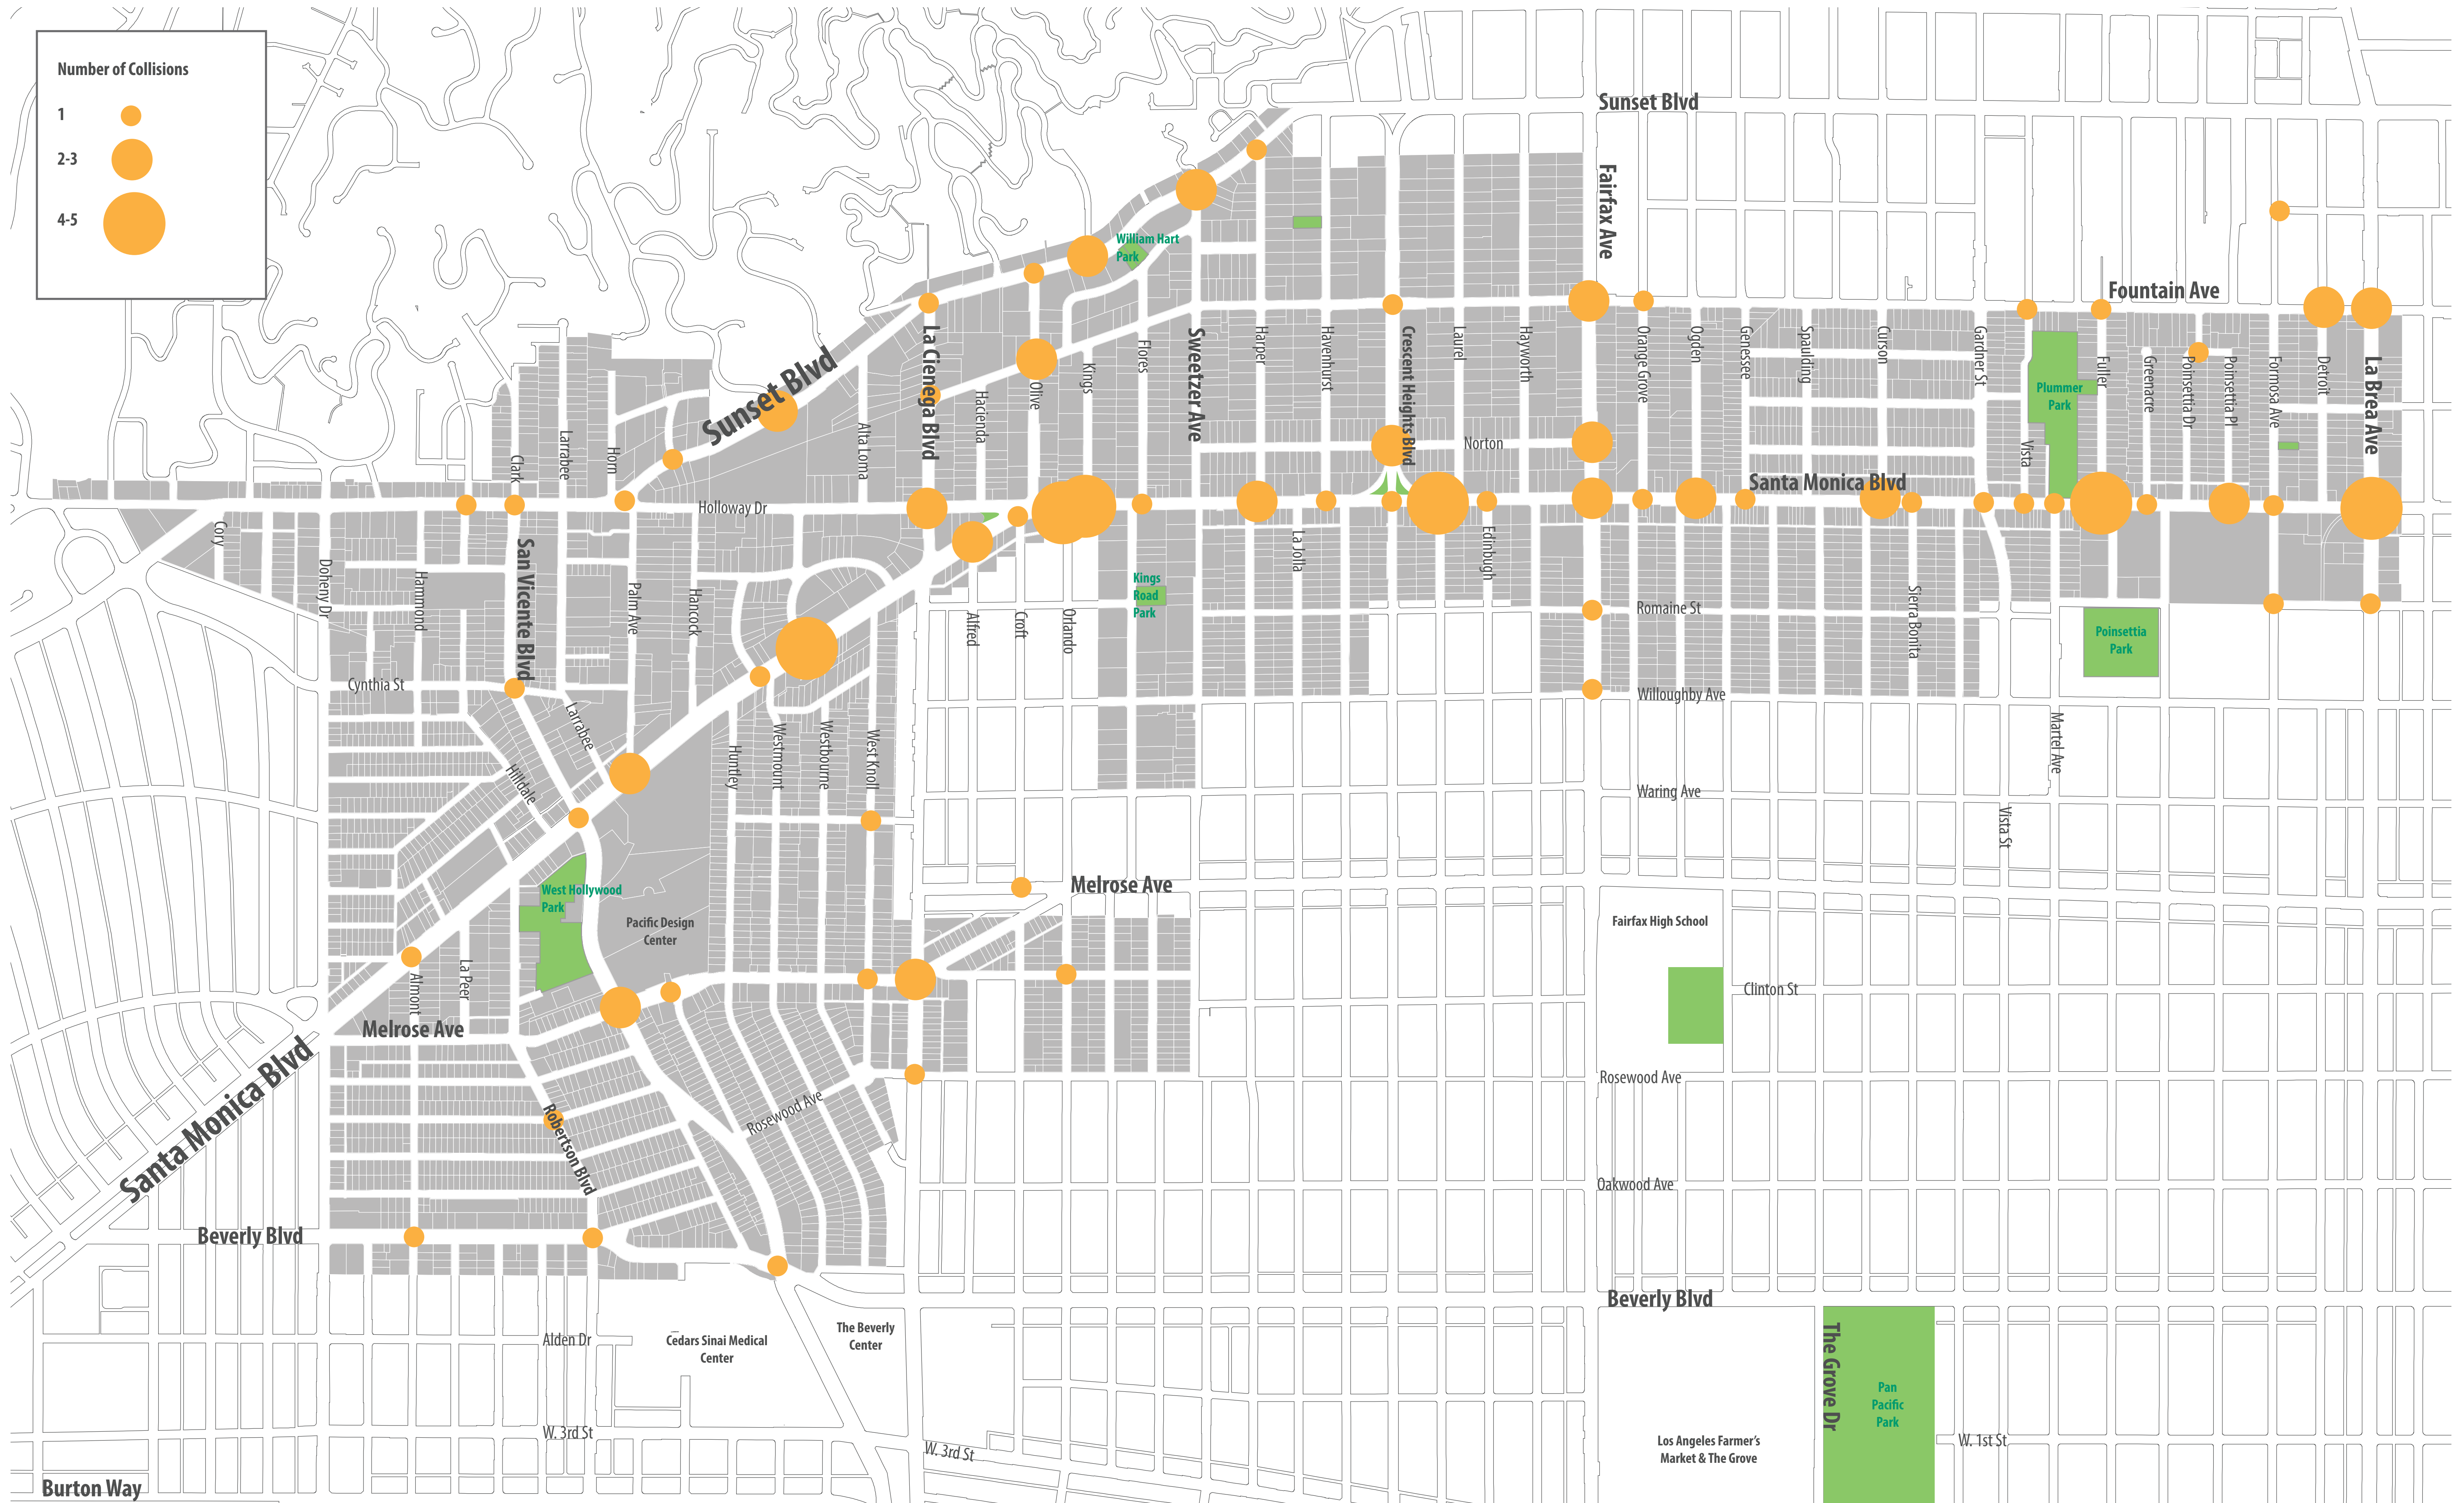 Number of Collisions
1
2-3
4-5
Sunset Blvd
Fairfax Ave
William Hart
Park
Fountain Ave
Sunset Blvd
La Cienega Blvd
Alta Loma
Hacienda
Olive
Kings
Flores
Sweetzer Ave
Harper
Havenhurst
Crescent Heights Blvd
Laurel
Hayworth
Norton
Orange Grove
Ogden
Genessee
Spaulding
Curson
Gardner St
Vista
Plummer
Park
Fuller
Greenacre
Poinsettia Dr
Poinsettia Pl
Formosa Ave
Detroit
La Brea Ave
Clark
Larrabee
Horn
Holloway Dr
Santa Monica Blvd
Cory
Doheny Dr
Hammond
San Vicente Blvd
Palm Ave
Hancock
Alfred
Croft
Orlando
Kings
Road
Park
La Jolla
Edinburgh
Romaine St
Sierra Bonita
Poinsettia
Park
Cynthia St
Larrabee
Hilldale
Huntley
Westmount
Westbourne
West Knoll
Willoughby Ave
Martel Ave
Waring Ave
Vista St
West Hollywood
Park
Pacific Design
Center
Melrose Ave
Fairfax High School
Almont
La Peer
Clinton St
Melrose Ave
Santa Monica Blvd
Robertson Blvd
Rosewood Ave
Rosewood Ave
Oakwood Ave
Beverly Blvd
Beverly Blvd
Alden Dr
Cedars Sinai Medical
Center
The Beverly
Center
The Grove Dr
Pan
Pacific
Park
W. 3rd St
W. 3rd St
Los Angeles Farmer's
Market & The Grove
W. 1st St
Burton Way